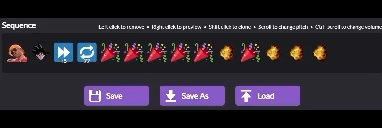 Sequence
Left click to remove • Right click to preview • Shift click to clone • Scroll to change pitch • Ctrl scroll to change volume
Save
Save As
Load